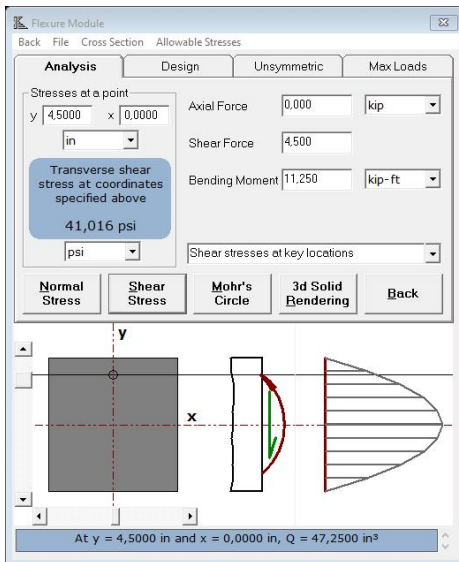 Flexure Module
Back File Cross Section Allowable Stresses
Analysis Design Unsymmetric Max Loads
Stresses at a point
y 4,5000 x 0,0000
in
Transverse shear
stress at coordinates
specified above
41,016 psi
psi
Axial Force 0,000 kip
Shear Force 4,500
Bending Moment 11,250 kip-ft
Shear stresses at key locations
Normal Stress
Shear Stress
Mohr's Circle
3d Solid Rendering
Back
y
x
At y = 4,5000 in and x = 0,0000 in, Q = 47,2500 in³